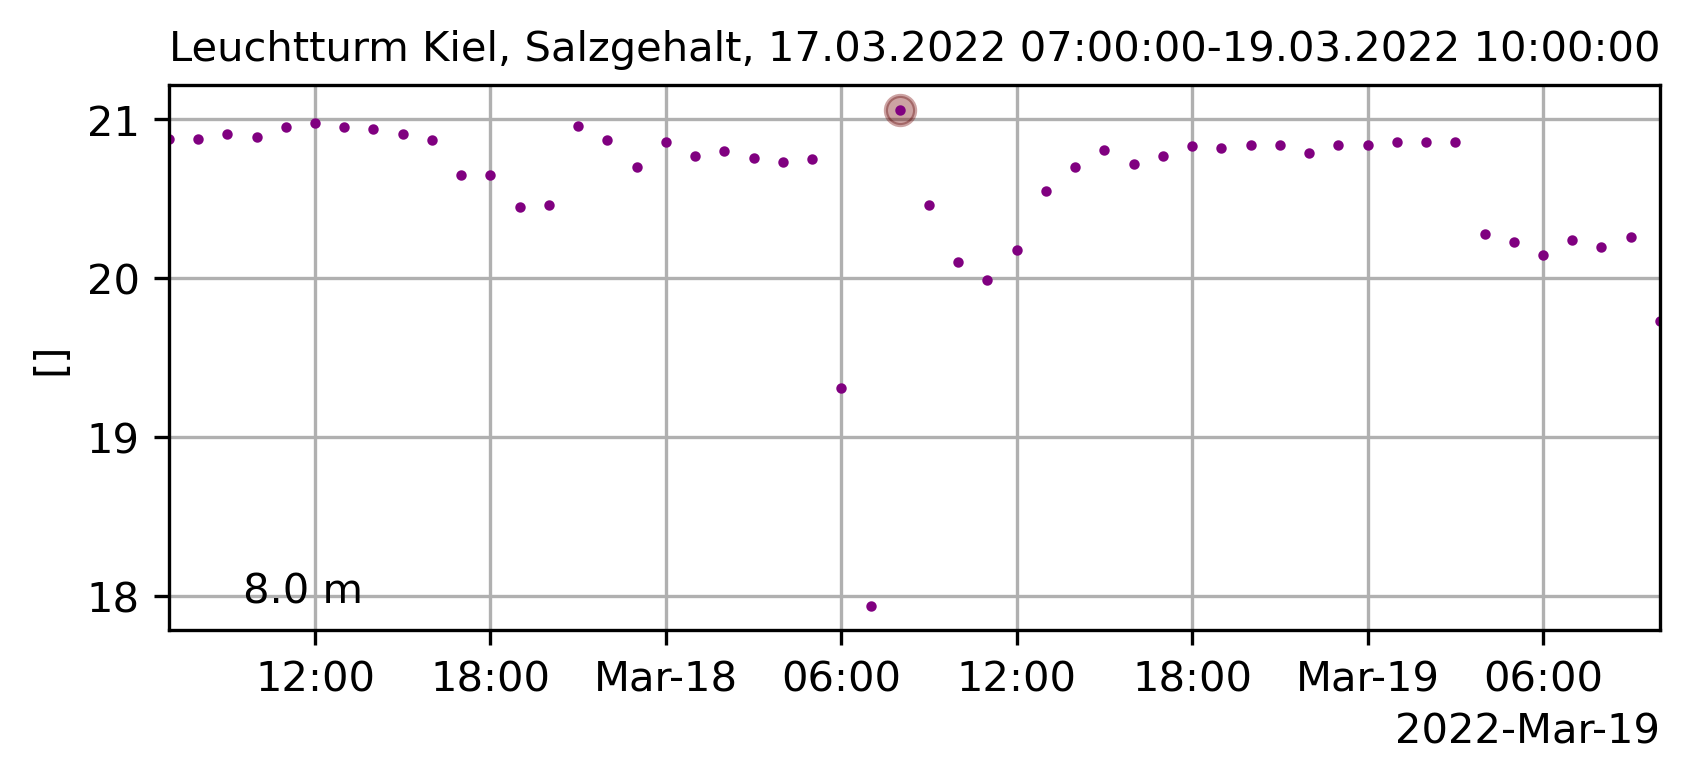 Leuchtturm Kiel, Salzgehalt, 17.03.2022 07:00:00-19.03.2022 10:00:00
21
20
19
18
[]
8.0 m
12:00 18:00 Mar-18 06:00 12:00 18:00 Mar-19 06:00
2022-Mar-19